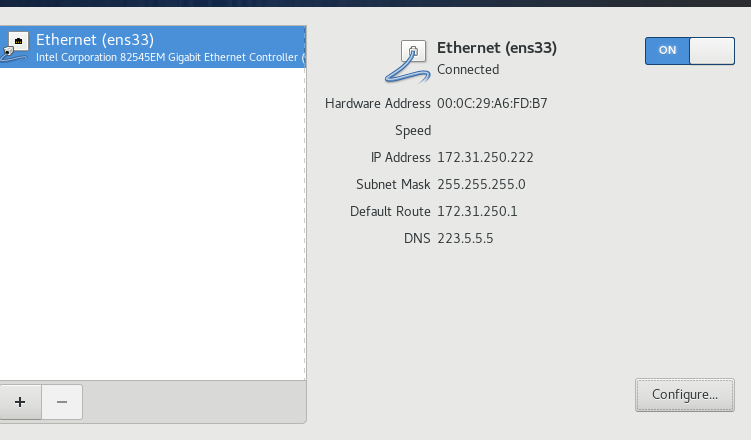 Ethernet (ens33)
Intel Corporation 82545EM Gigabit Ethernet Controller (
Ethernet (ens33)
Connected
ON
Hardware Address 00:0C:29:A6:FD:B7
Speed
IP Address 172.31.250.222
Subnet Mask 255.255.255.0
Default Route 172.31.250.1
DNS 223.5.5.5
+ −
Configure...